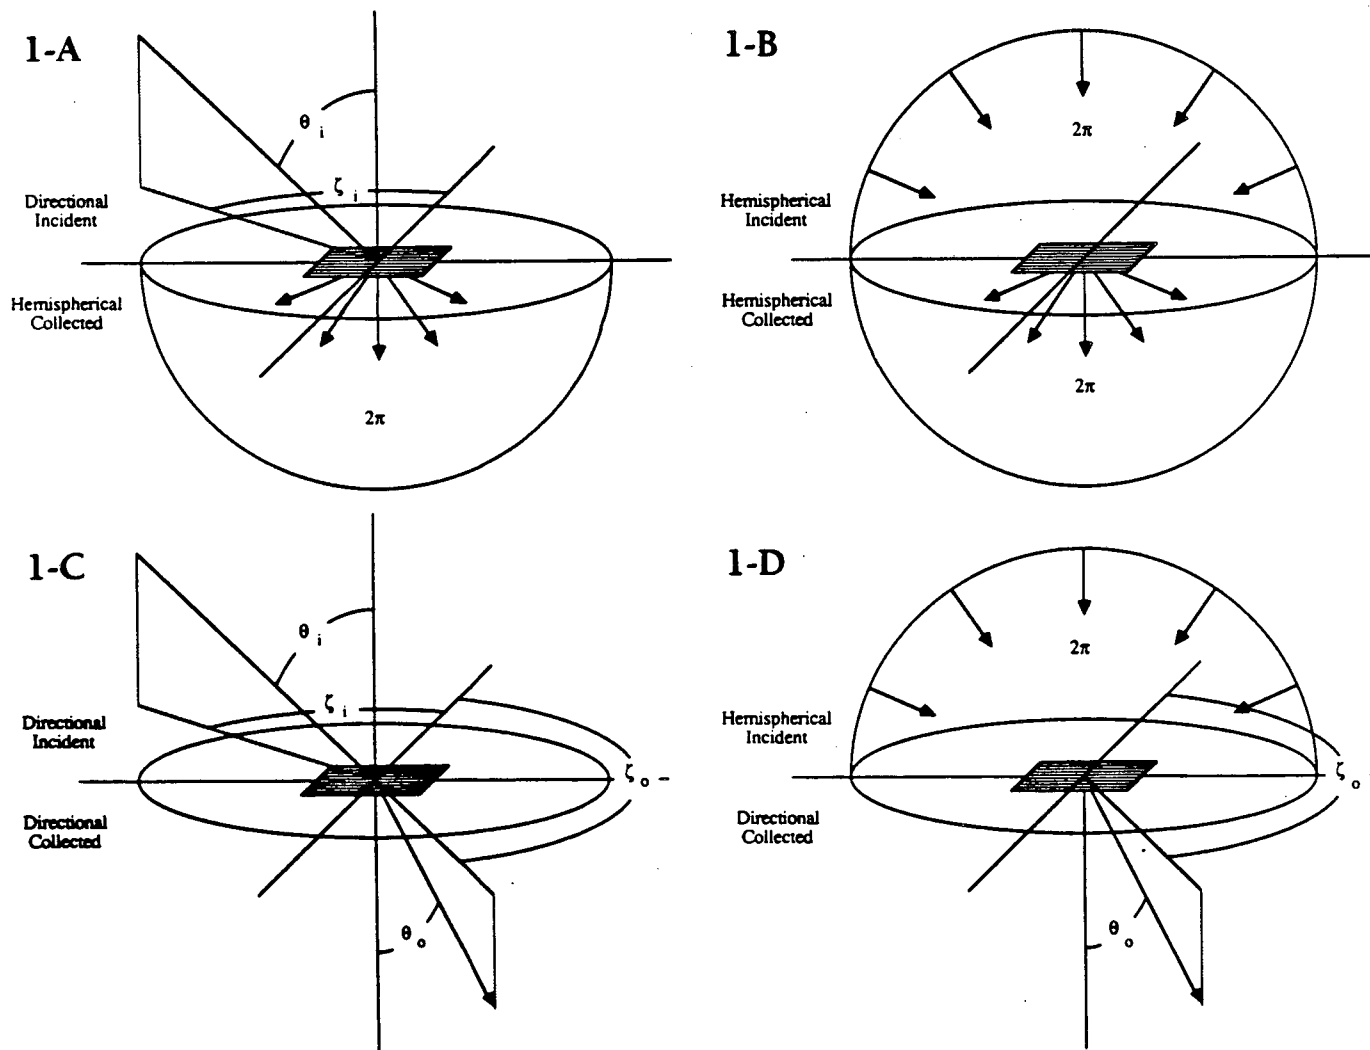 1-A
θ i
ζ i
Directional
Incident
Hemispherical
Collected
2π
1-B
2π
Hemispherical
Incident
Hemispherical
Collected
2π
1-C
θ i
ζ i
Directional
Incident
ζ o
Directional
Collected
θ o
1-D
2π
Hemispherical
Incident
ζ o
Directional
Collected
θ o